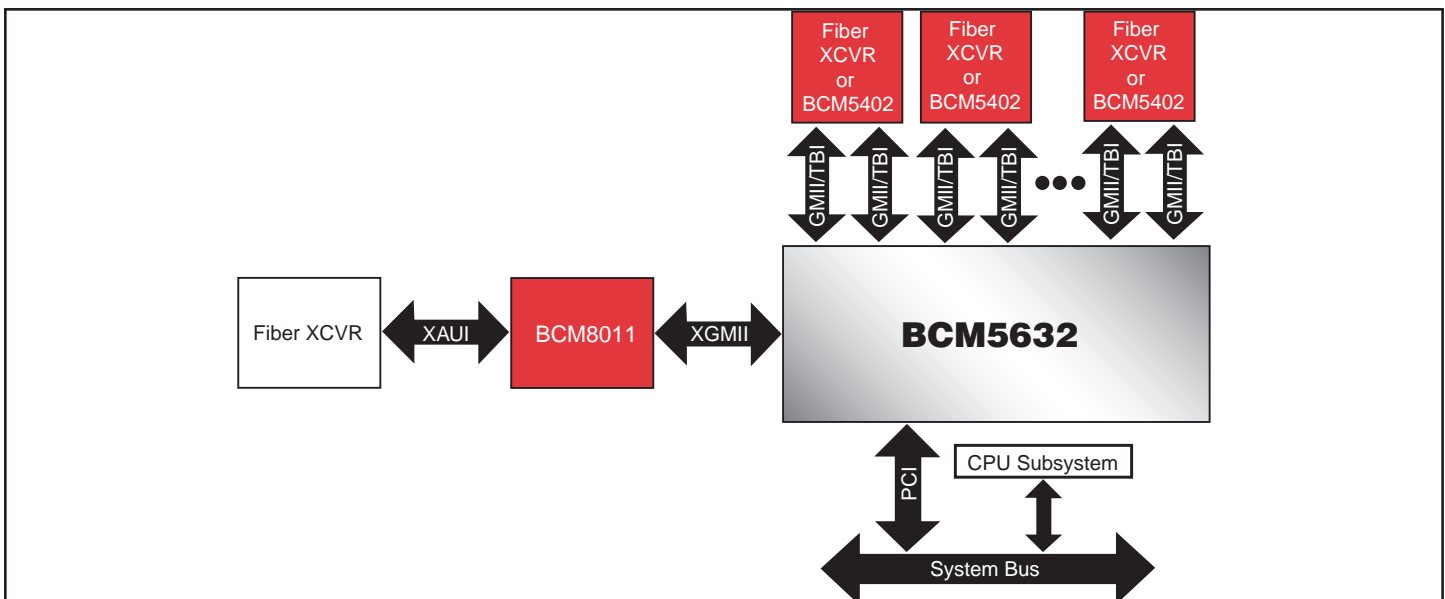 Fiber
XCVR
or
BCM5402
Fiber
XCVR
or
BCM5402
Fiber
XCVR
or
BCM5402
GMII/TBI
GMII/TBI
GMII/TBI
GMII/TBI
GMII/TBI
GMII/TBI
Fiber XCVR
XAUI
BCM8011
XGMII
BCM5632
PCI
CPU Subsystem
System Bus